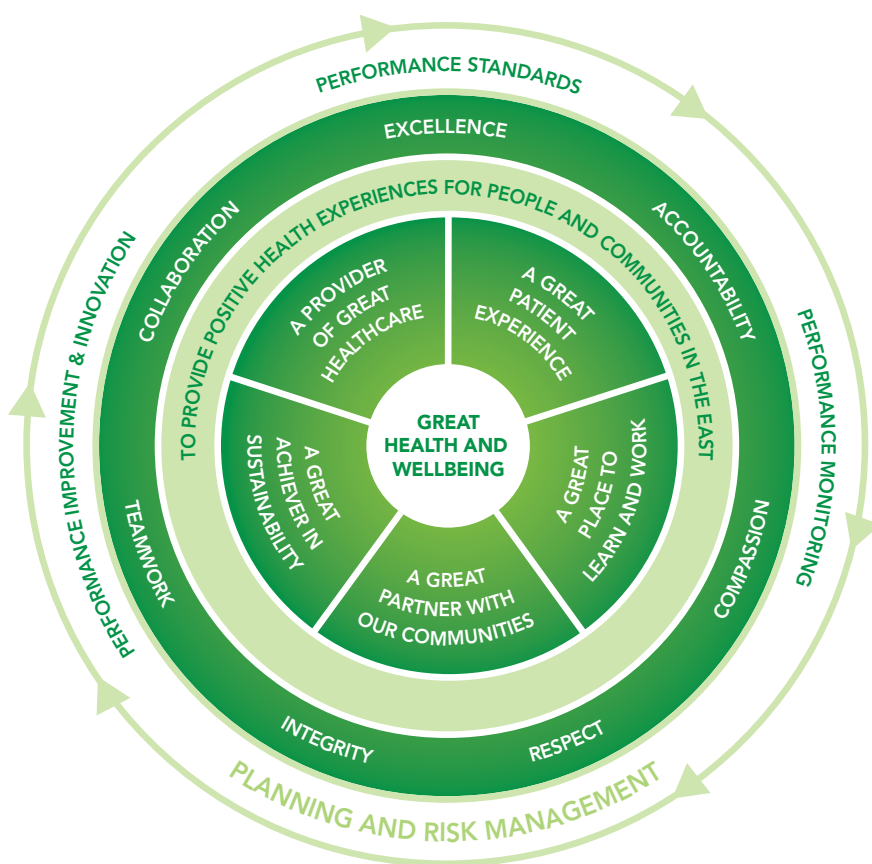 PERFORMANCE STANDARDS
PERFORMANCE MONITORING
PLANNING AND RISK MANAGEMENT
PERFORMANCE IMPROVEMENT & INNOVATION
EXCELLENCE
ACCOUNTABILITY
COMPASSION
RESPECT
INTEGRITY
TEAMWORK
COLLABORATION
TO PROVIDE POSITIVE HEALTH EXPERIENCES FOR PEOPLE AND COMMUNITIES IN THE EAST
A PROVIDER
OF GREAT
HEALTHCARE
A GREAT
PATIENT
EXPERIENCE
A GREAT
PLACE TO
LEARN AND WORK
A GREAT
PARTNER WITH
OUR COMMUNITIES
A GREAT
ACHIEVER IN
SUSTAINABILITY
GREAT
HEALTH AND
WELLBEING